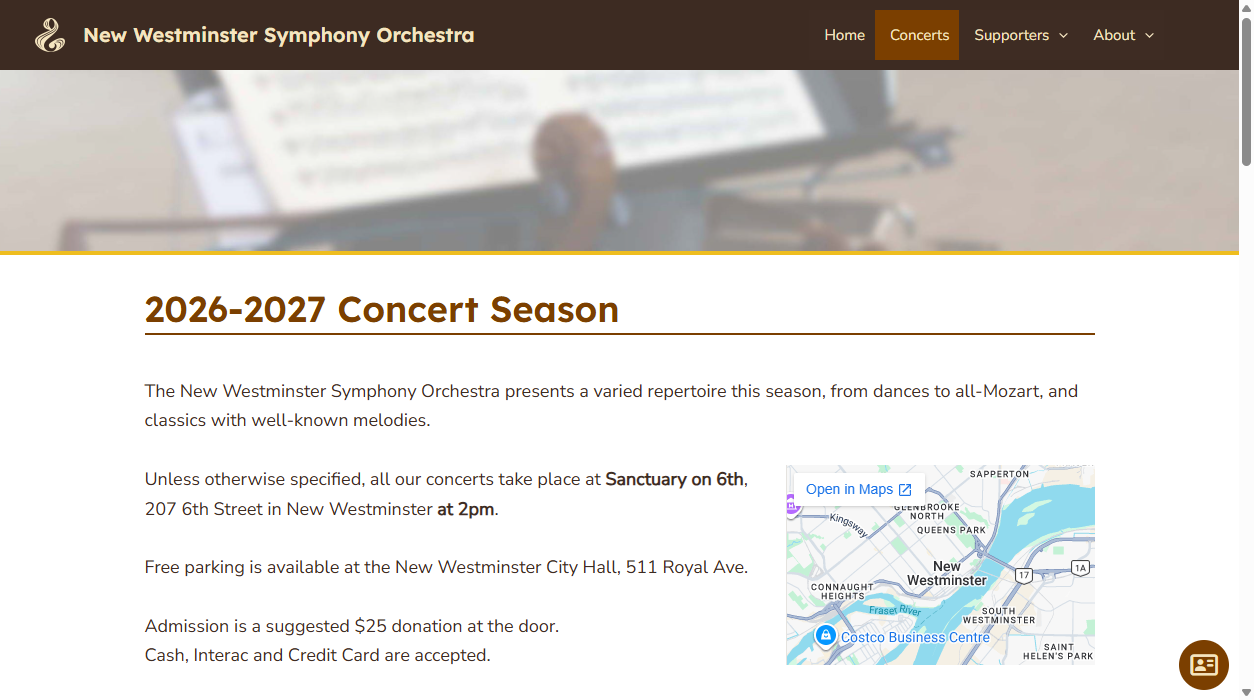 New Westminster Symphony Orchestra
Home Concerts Supporters About
2026-2027 Concert Season
The New Westminster Symphony Orchestra presents a varied repertoire this season, from dances to all-Mozart, and
classics with well-known melodies.
Unless otherwise specified, all our concerts take place at Sanctuary on 6th,
207 6th Street in New Westminster at 2pm.
Free parking is available at the New Westminster City Hall, 511 Royal Ave.
Admission is a suggested $25 donation at the door.
Cash, Interac and Credit Card are accepted.
Open in Maps
SAPPERTON
GLENBROOKE
NORTH
QUEENS PARK
Kingsway
New
Westminster
17
1A
CONNAUGHT
HEIGHTS
Fraser River
SOUTH
WESTMINSTER
Costco Business Centre
SAINT
HELEN'S PARK